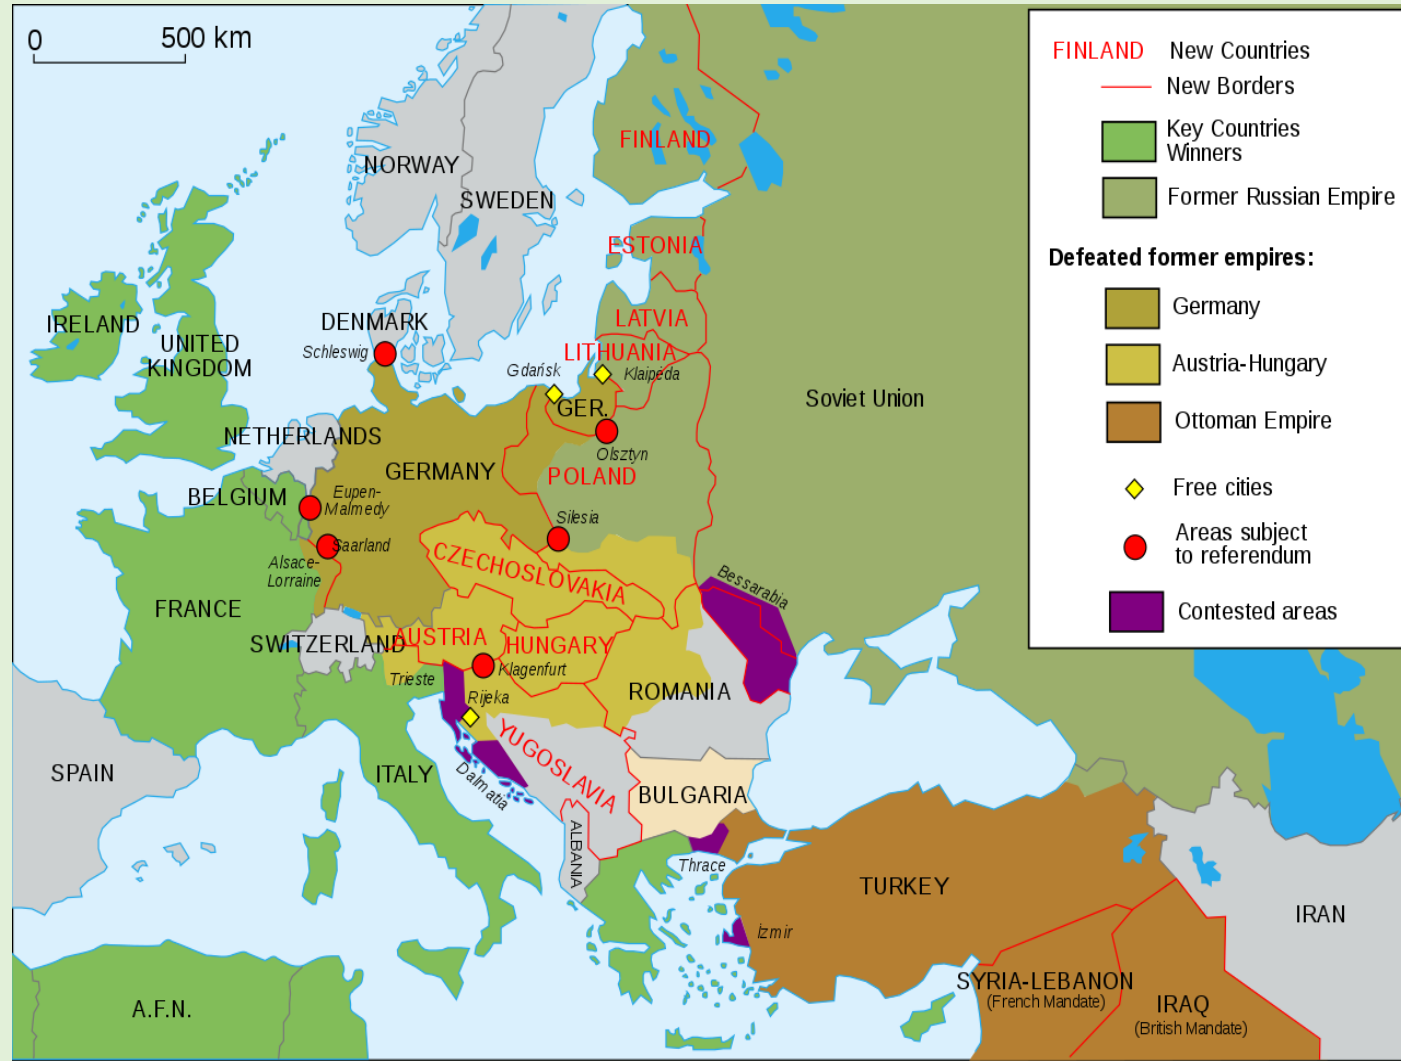 0 500 km
FINLAND New Countries
New Borders
Key Countries
Winners
Former Russian Empire
Defeated former empires:
Germany
Austria-Hungary
Ottoman Empire
Free cities
Areas subject
to referendum
Contested areas
NORWAY
SWEDEN
FINLAND
ESTONIA
LATVIA
LITHUANIA
Klaipėda
IRELAND
UNITED
KINGDOM
DENMARK
Schleswig
Gdańsk
GER.
Olsztyn
Soviet Union
NETHERLANDS
GERMANY
POLAND
BELGIUM
Eupen-
Malmedy
Silesia
Saarland
Alsace-
Lorraine
CZECHOSLOVAKIA
Bessarabia
FRANCE
SWITZERLAND
AUSTRIA
HUNGARY
Klagenfurt
Trieste
Rijeka
ROMANIA
YUGOSLAVIA
Dalmatia
SPAIN
ITALY
BULGARIA
ALBANIA
Thrace
TURKEY
İzmir
IRAN
A.F.N.
SYRIA-LEBANON
(French Mandate)
IRAQ
(British Mandate)